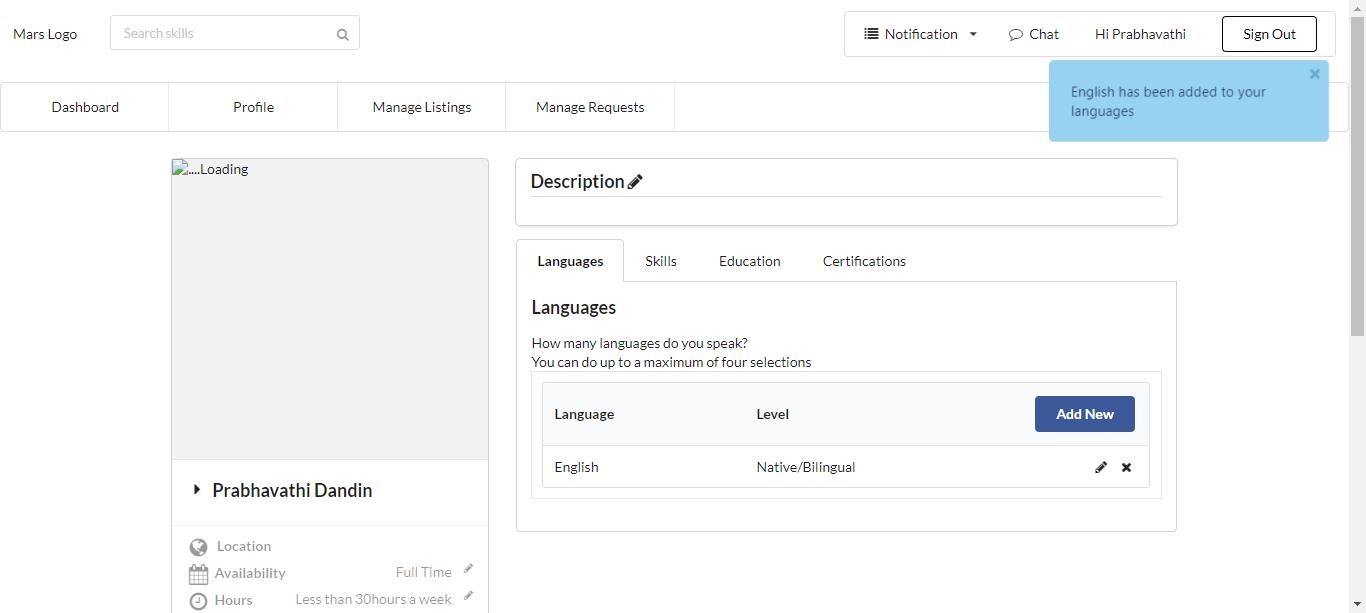 Mars Logo
Search skills
Notification
Chat
Hi Prabhavathi
Sign Out
English has been added to your
languages
Dashboard
Profile
Manage Listings
Manage Requests
....Loading
Prabhavathi Dandin
Location
Availability
Full Time
Hours
Less than 30hours a week
Description
Languages
Skills
Education
Certifications
Languages
How many languages do you speak?
You can do up to a maximum of four selections
Language
Level
Add New
English
Native/Bilingual